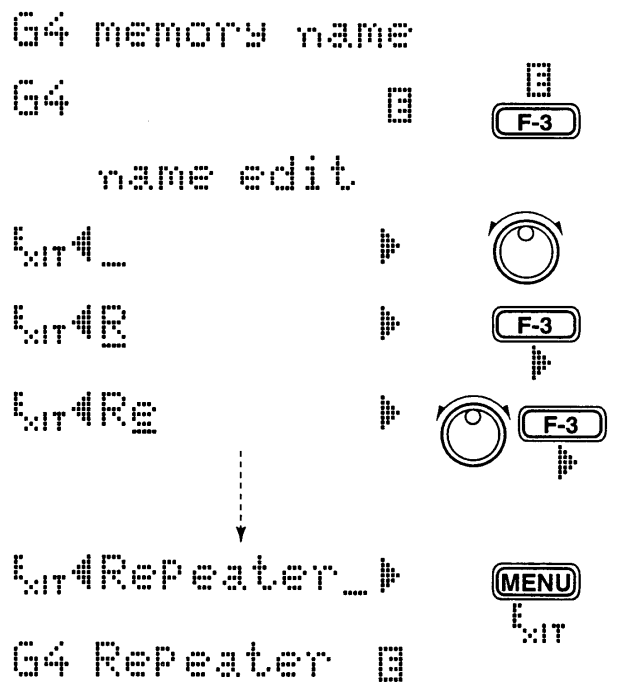 G4 memory name
G4 E E
F-3
name edit
EXIT◀_ ▶
EXIT◀R ▶ F-3
▶
EXIT◀Re ▶ F-3
▶
EXIT◀Repeater_▶ MENU
EXIT
G4 Repeater E